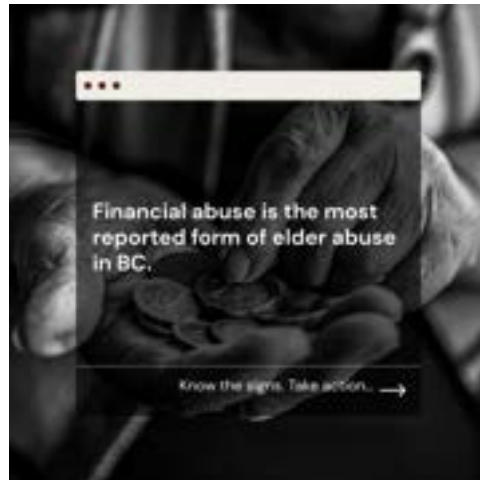 Financial abuse is the most
reported form of elder abuse
in BC.
Know the signs. Take action...